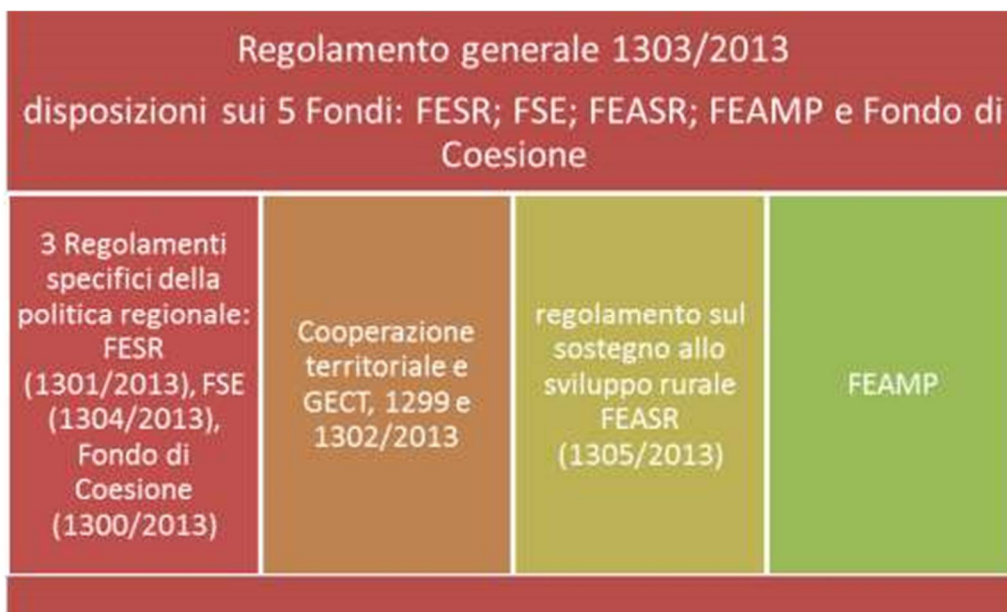 Regolamento generale 1303/2013
disposizioni sui 5 Fondi: FESR; FSE; FEASR; FEAMP e Fondo di
Coesione
3 Regolamenti
specifici della
politica regionale:
FESR
(1301/2013), FSE
(1304/2013),
Fondo di
Coesione
(1300/2013)
Cooperazione
territoriale e
GECT, 1299 e
1302/2013
regolamento sul
sostegno allo
sviluppo rurale
FEASR
(1305/2013)
FEAMP